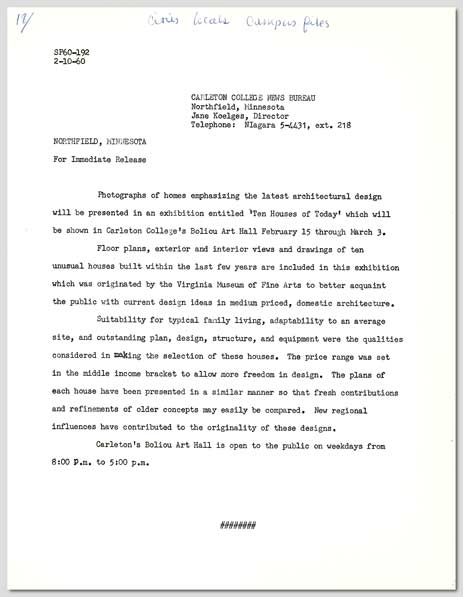 12/ Cities locals Campus files
SP60-192
2-10-60
CARLETON COLLEGE NEWS BUREAU
Northfield, Minnesota
Jane Koelges, Director
Telephone: NIagara 5-4431, ext. 218
NORTHFIELD, MINNESOTA
For Immediate Release
Photographs of homes emphasizing the latest architectural design
will be presented in an exhibition entitled 'Ten Houses of Today' which will
be shown in Carleton College's Boliou Art Hall February 15 through March 3.
Floor plans, exterior and interior views and drawings of ten
unusual houses built within the last few years are included in this exhibition
which was originated by the Virginia Museum of Fine Arts to better acquaint
the public with current design ideas in medium priced, domestic architecture.
Suitability for typical family living, adaptability to an average
site, and outstanding plan, design, structure, and equipment were the qualities
considered in making the selection of these houses. The price range was set
in the middle income bracket to allow more freedom in design. The plans of
each house have been presented in a similar manner so that fresh contributions
and refinements of older concepts may easily be compared. New regional
influences have contributed to the originality of these designs.
Carleton's Boliou Art Hall is open to the public on weekdays from
8:00 P.m. to 5:00 p.m.
########